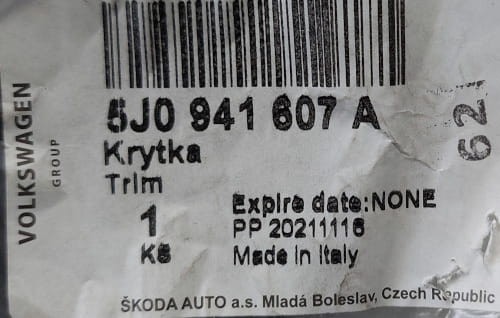 5J0 941 607 A
Krytka
Trim
1
Ks
Expire date:NONE
PP 20211116
Made in Italy
ŠKODA AUTO a.s. Mladá Boleslav, Czech Republic
VOLKSWAGEN
GROUP